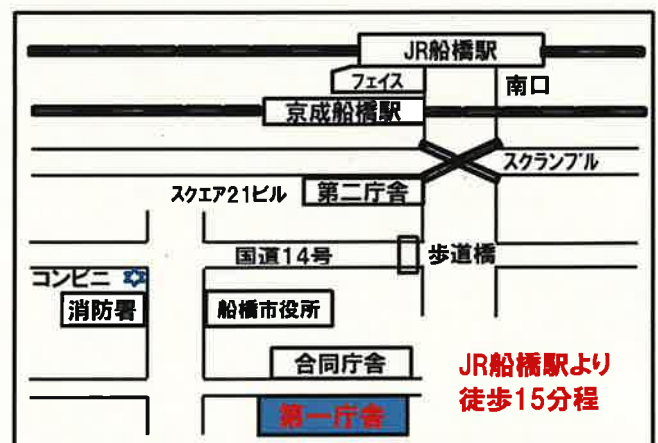 JR船橋駅
フェイス
南口
京成船橋駅
スクランブル
スクエア21ビル
第二庁舎
国道14号
歩道橋
コンビニ
消防署
船橋市役所
合同庁舎
JR船橋駅より
徒歩15分程
第一庁舎